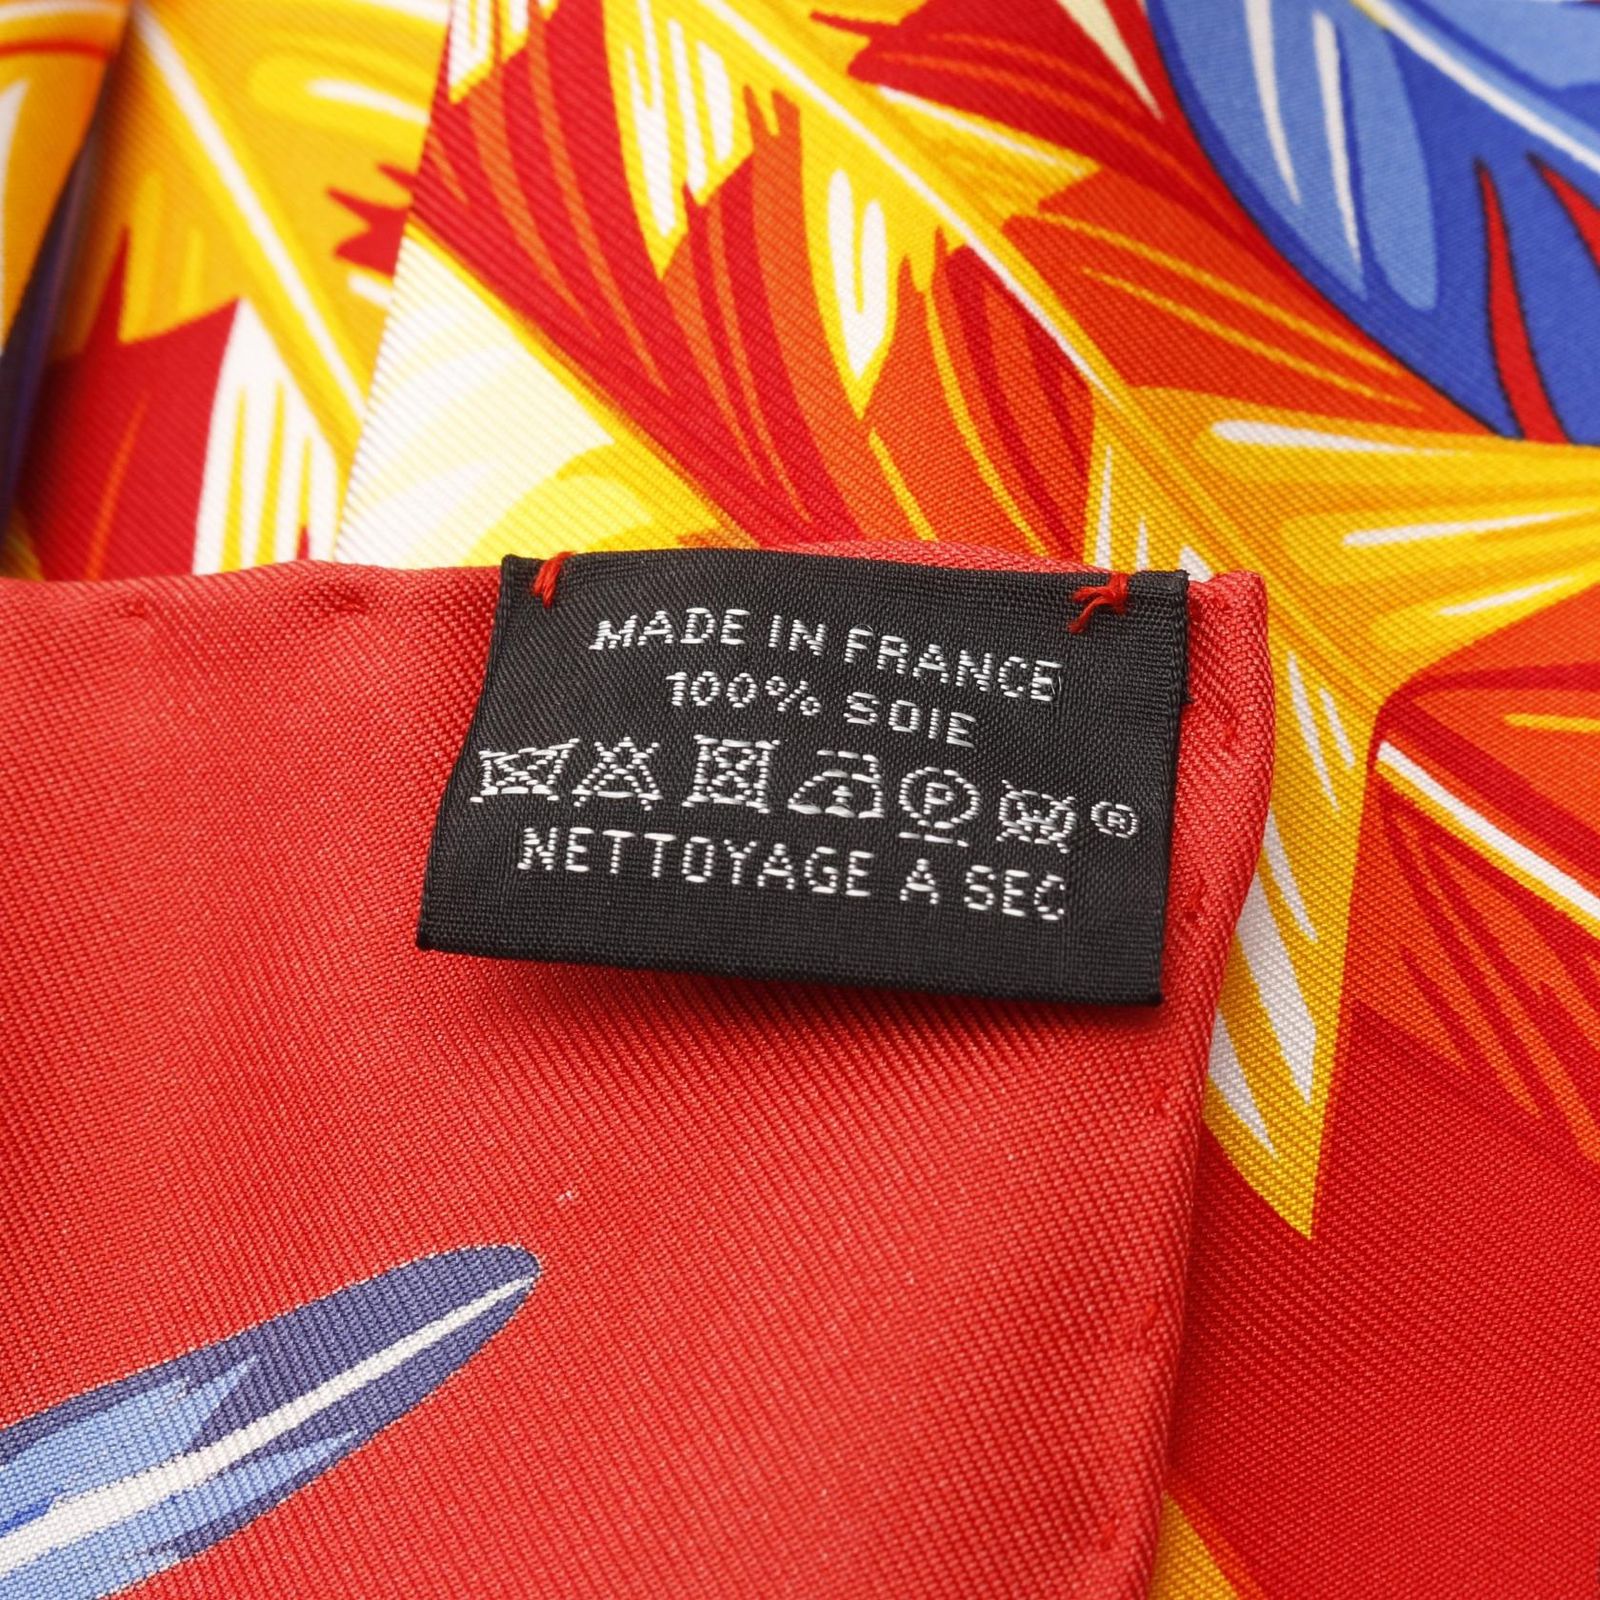 MADE IN FRANCE
100% SOIE
P ®
NETTOYAGE A SEC